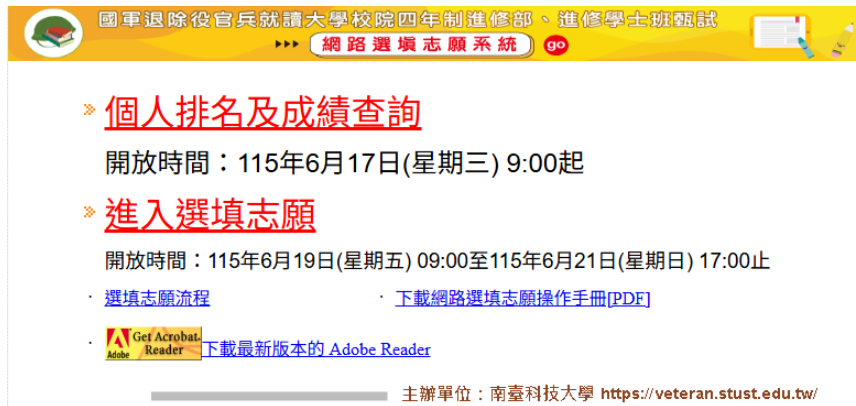 國軍退除役官兵就讀大學校院四年制進修部、進修學士班甄試
網路選填志願系統 go
個人排名及成績查詢
開放時間：115年6月17日(星期三) 9:00起
進入選填志願
開放時間：115年6月19日(星期五) 09:00至115年6月21日(星期日) 17:00止
選填志願流程
下載網路選填志願操作手冊[PDF]
Get Acrobat
Adobe Reader
下載最新版本的 Adobe Reader
主辦單位：南臺科技大學 https://veteran.stust.edu.tw/